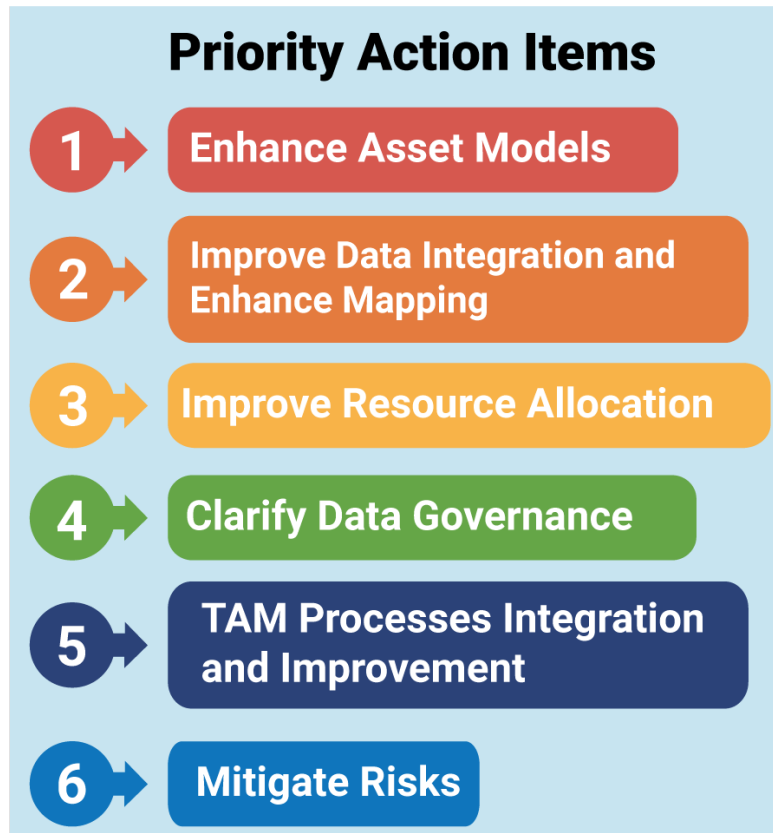 Priority Action Items
1
Enhance Asset Models
2
Improve Data Integration and
Enhance Mapping
3
Improve Resource Allocation
4
Clarify Data Governance
5
TAM Processes Integration
and Improvement
6
Mitigate Risks